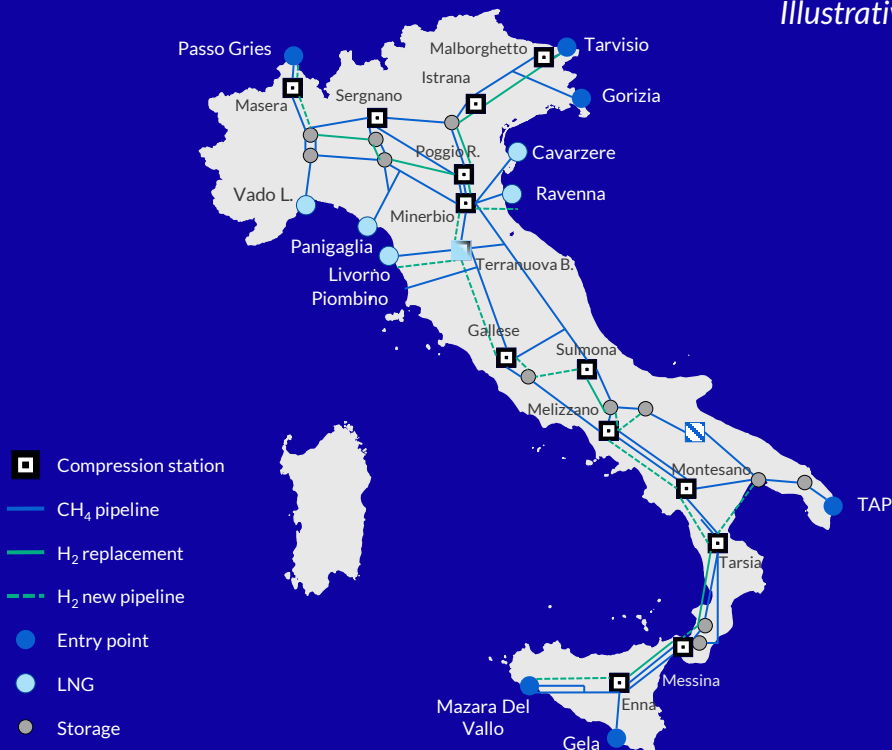 Illustrativ
Passo Gries
Malborghetto
Tarvisio
Istrana
Masera
Sergnano
Gorizia
Poggio R.
Cavarzere
Vado L.
Ravenna
Minerbio
Panigaglia
Livorno
Terranuova B.
Piombino
Gallese
Sulmona
Melizzano
Montesano
TAP
Tarsia
Messina
Enna
Mazara Del
Vallo
Gela
Compression station
CH₄ pipeline
H₂ replacement
H₂ new pipeline
Entry point
LNG
Storage